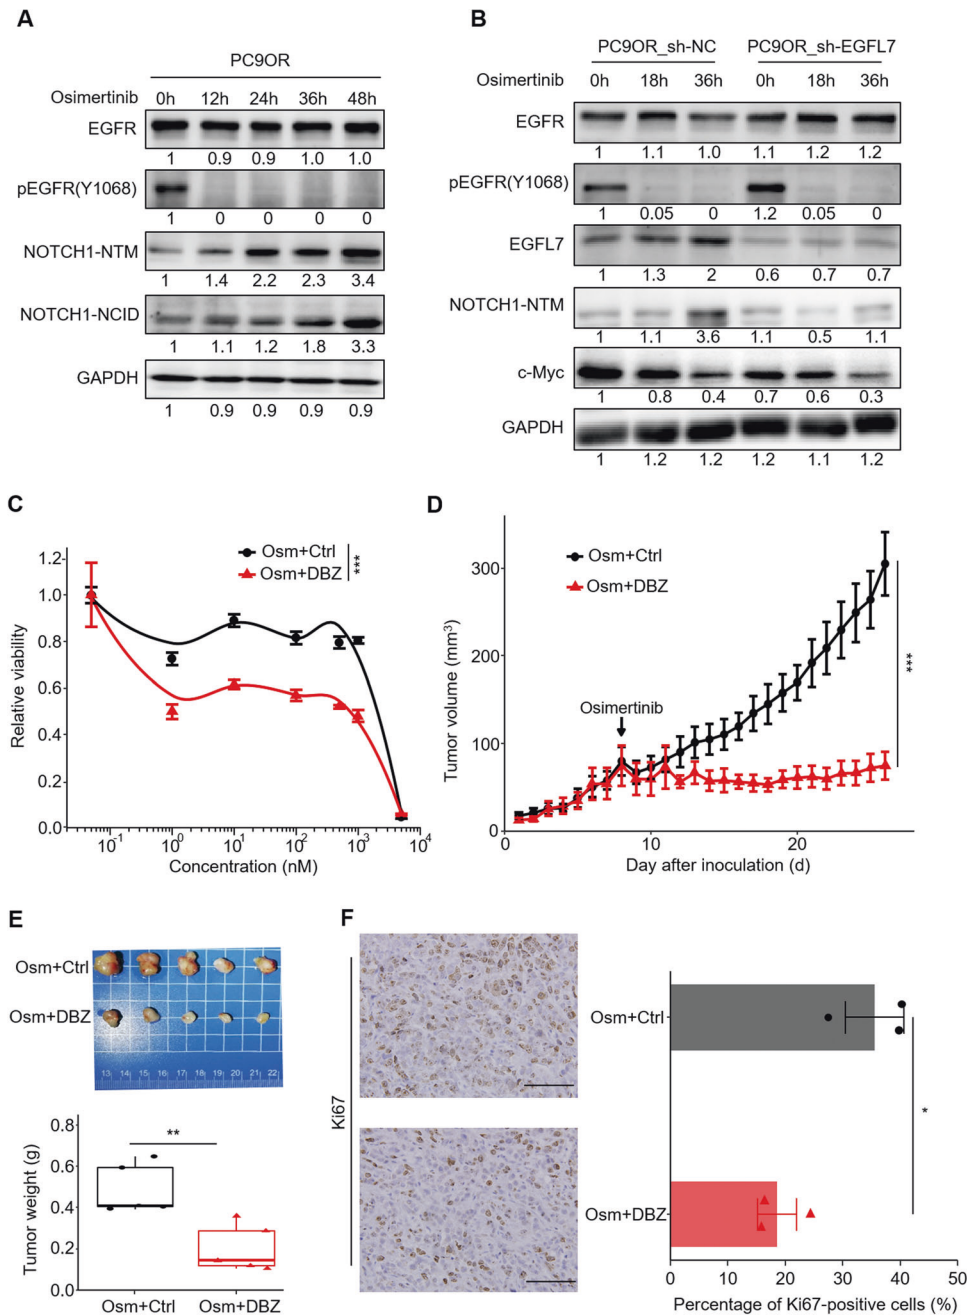 A
PC9OR
Osimertinib 0h 12h 24h 36h 48h
EGFR
1 0.9 0.9 1.0 1.0
pEGFR(Y1068)
1 0 0 0 0
NOTCH1-NTM
1 1.4 2.2 2.3 3.4
NOTCH1-NCID
1 1.1 1.2 1.8 3.3
GAPDH
1 0.9 0.9 0.9 0.9
B
PC9OR_sh-NC PC9OR_sh-EGFL7
Osimertinib 0h 18h 36h 0h 18h 36h
EGFR
1 1.1 1.0 1.1 1.2 1.2
pEGFR(Y1068)
1 0.05 0 1.2 0.05 0
EGFL7
1 1.3 2 0.6 0.7 0.7
NOTCH1-NTM
1 1.1 3.6 1.1 0.5 1.1
c-Myc
1 0.8 0.4 0.7 0.6 0.3
GAPDH
1 1.2 1.2 1.2 1.1 1.2
C
Relative viability
1.2
1.0
0.8
0.6
0.4
0.2
0.0
Osm+Ctrl
Osm+DBZ
***
10⁻¹ 10⁰ 10¹ 10² 10³ 10⁴
Concentration (nM)
D
Tumor volume (mm³)
300
200
100
0
Osm+Ctrl
Osm+DBZ
Osimertinib
***
0 10 20
Day after inoculation (d)
E
Osm+Ctrl
Osm+DBZ
13 14 15 16 17 18 19 20 21 22
Tumor weight (g)
0.8
0.6
0.4
0.2
0.0
**
Osm+Ctrl Osm+DBZ
F
Ki67
Osm+Ctrl
Osm+DBZ
*
0 10 20 30 40 50
Percentage of Ki67-positive cells (%)